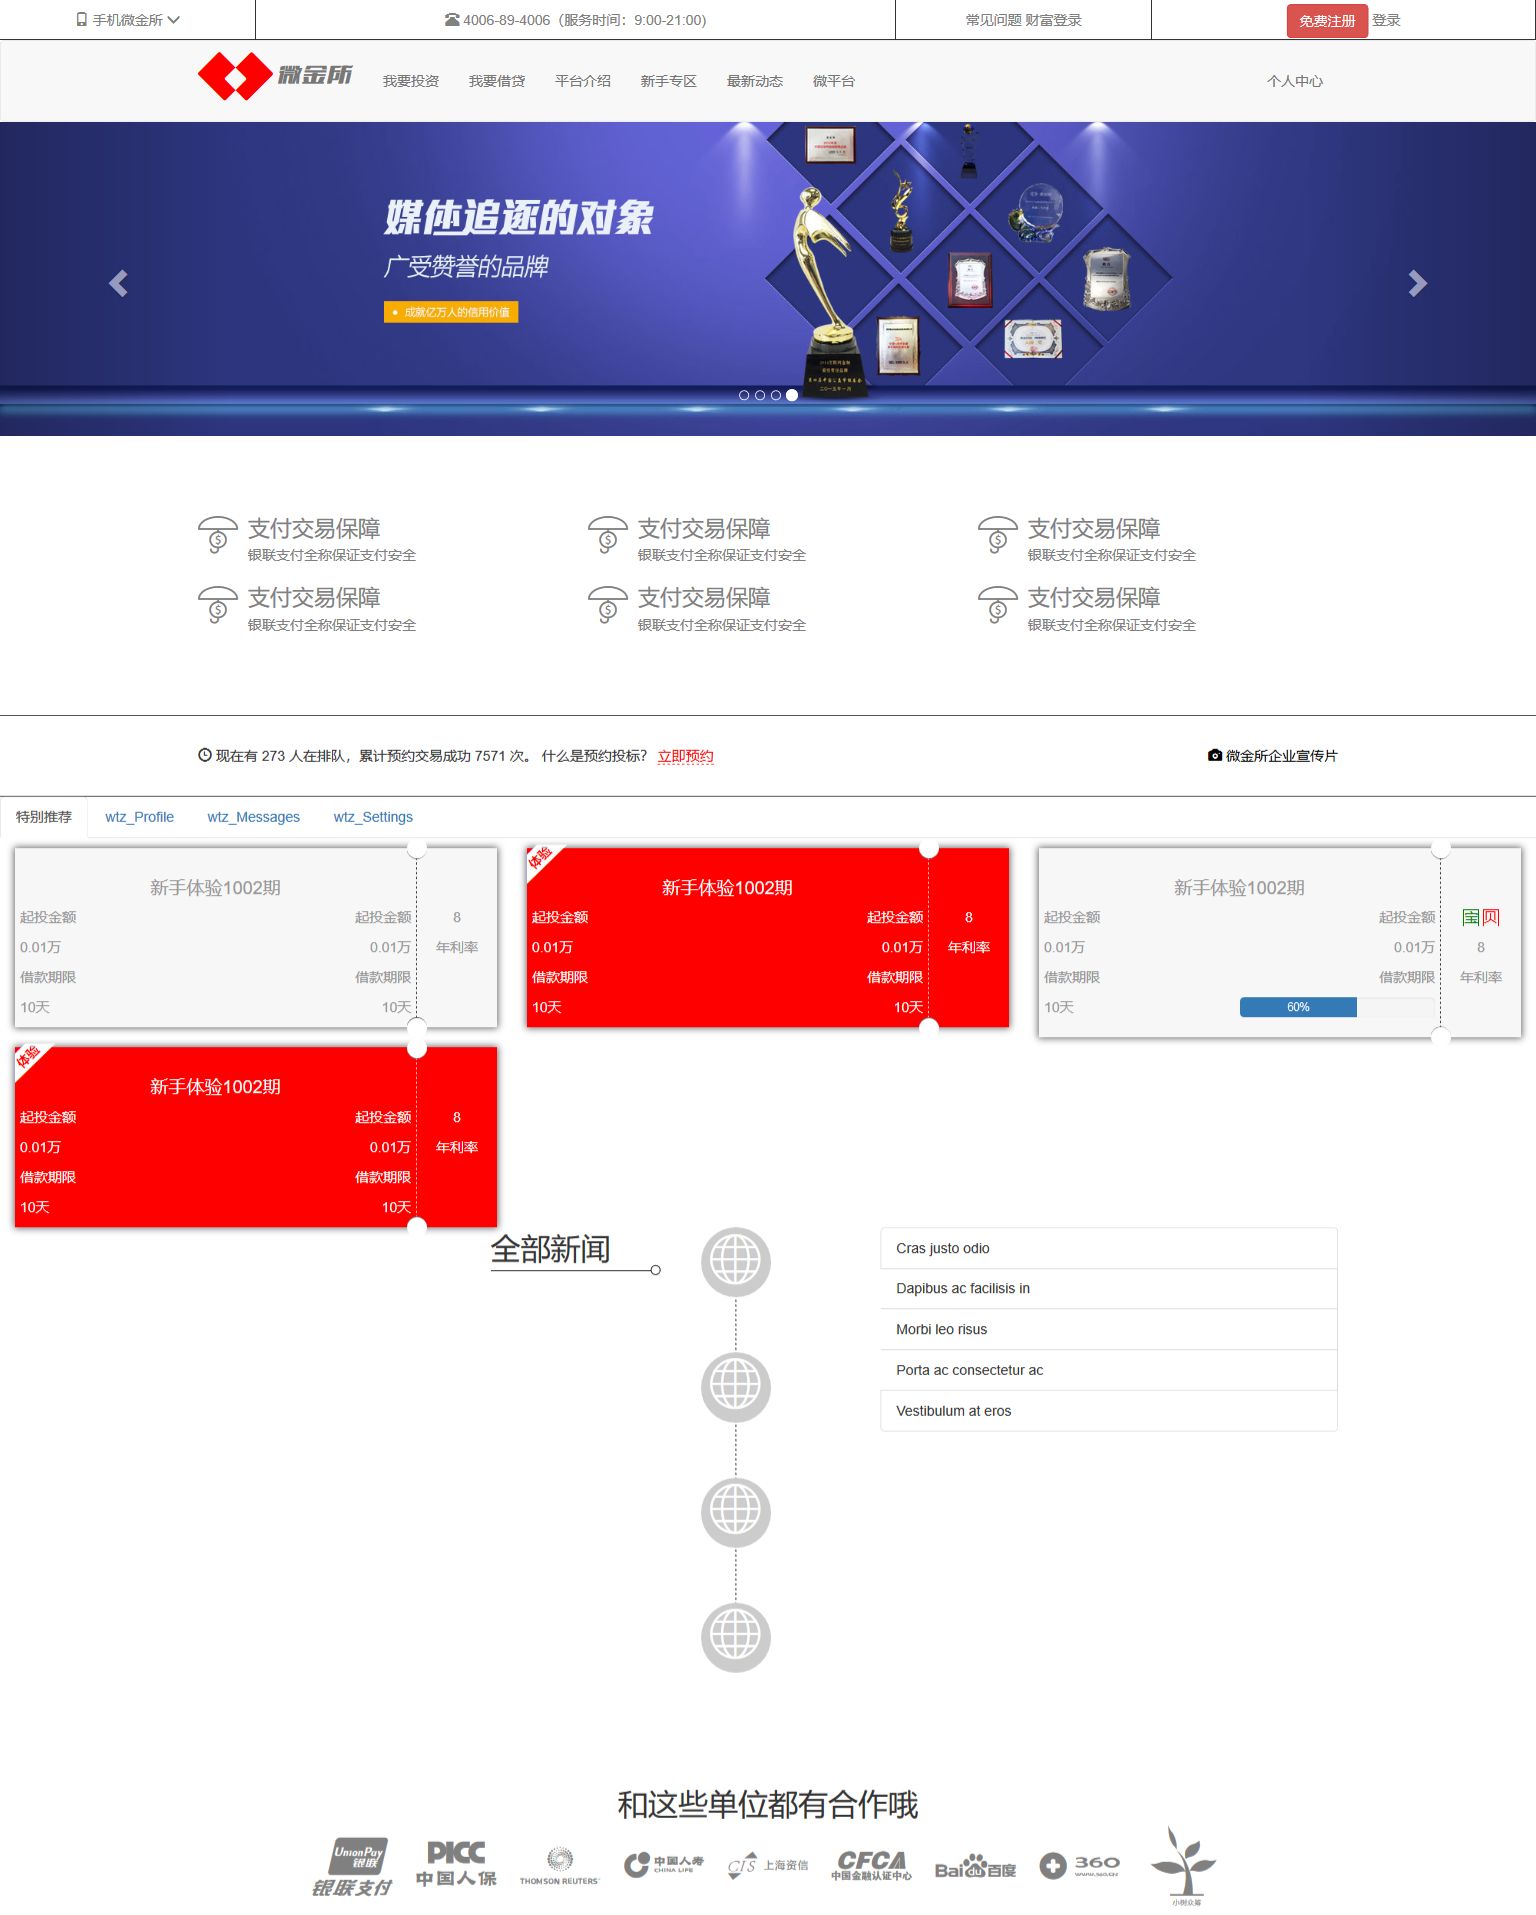 手机微金所
4006-89-4006（服务时间：9:00-21:00)
常见问题 财富登录
免费注册 登录
微金所
我要投资 我要借贷 平台介绍 新手专区 最新动态 微平台 个人中心
媒体追逐的对象
广受赞誉的品牌
• 成就亿万人的信用价值
支付交易保障 支付交易保障 支付交易保障
银联支付全称保证支付安全 银联支付全称保证支付安全 银联支付全称保证支付安全
支付交易保障 支付交易保障 支付交易保障
银联支付全称保证支付安全 银联支付全称保证支付安全 银联支付全称保证支付安全
现在有 273 人在排队，累计预约交易成功 7571 次。 什么是预约投标？ 立即预约
微金所企业宣传片
特别推荐 wtz_Profile wtz_Messages wtz_Settings
新手体验1002期
起投金额 起投金额 8
0.01万 0.01万 年利率
借款期限 借款期限
10天 10天
体验
新手体验1002期
起投金额 起投金额 8
0.01万 0.01万 年利率
借款期限 借款期限
10天 10天
新手体验1002期
起投金额 起投金额 宝 贝
0.01万 0.01万 8
借款期限 借款期限 年利率
10天 60%
体验
新手体验1002期
起投金额 起投金额 8
0.01万 0.01万 年利率
借款期限 借款期限
10天 10天
全部新闻
Cras justo odio
Dapibus ac facilisis in
Morbi leo risus
Porta ac consectetur ac
Vestibulum at eros
和这些单位都有合作哦
UnionPay
银联
银联支付
PICC
中国人保
THOMSON REUTERS
中国人寿
CHINA LIFE
CIS 上海资信
CFCA
中国金融认证中心
Baidu百度
360
WWW.360.CN
小树众筹